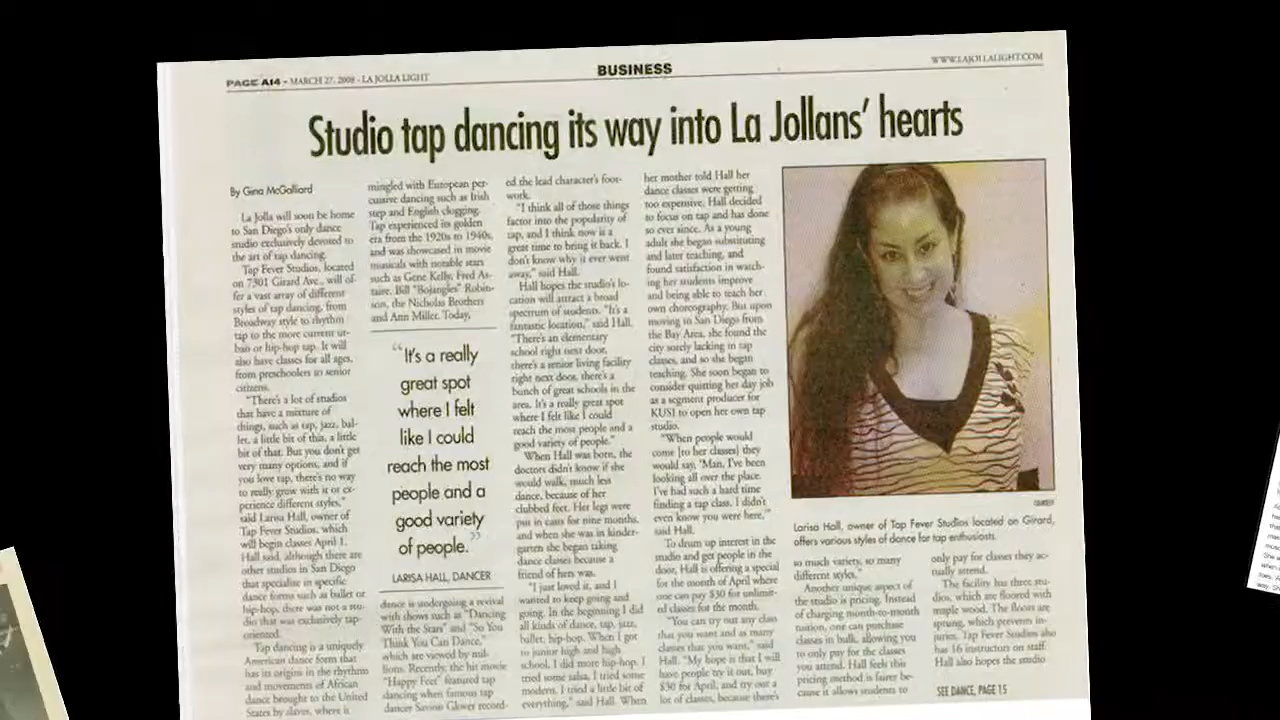 PAGE A14 - MARCH 27, 2008 - LA JOLLA LIGHT
BUSINESS
WWW.LAJOLLALIGHT.COM
Studio tap dancing its way into La Jollans' hearts
By Gina McGalliard
La Jolla will soon be home
to San Diego's only dance
studio exclusively devoted to
the art of tap dancing.
Tap Fever Studios, located
on 7301 Girard Ave., will of-
fer a vast array of different
styles of tap dancing, from
Broadway style to rhythm
tap to the more current ur-
ban or hip-hop tap. It will
also have classes for all ages,
from preschoolers to senior
citizens.
"There's a lot of studios
that have a mixture of
things, such as tap, jazz, bal-
let, a little bit of this, a little
bit of that. But you don't get
very many options, and if
you love tap, there's no way
to really grow with it or ex-
perience different styles,"
said Larisa Hall, owner of
Tap Fever Studios, which
will begin classes April 1.
Hall said, although there are
other studios in San Diego
that specialize in specific
dance forms such as ballet or
hip-hop, there was not a stu-
dio that was exclusively tap-
oriented.
Tap dancing is a uniquely
American dance form that
has its origins in the rhythm
and movements of African
dance brought to the United
States by slaves, where it
mingled with European per-
cussive dancing such as Irish
step and English clogging.
Tap experienced its golden
era from the 1920s to 1940s,
and was showcased in movie
musicals with notable stars
such as Gene Kelly, Fred As-
taire, Bill "Bojangles" Robin-
son, the Nicholas Brothers
and Ann Miller. Today,
"It's a really
great spot
where I felt
like I could
reach the most
people and a
good variety
of people."
LARISA HALL, DANCER
dance is undergoing a revival
with shows such as "Dancing
With the Stars" and "So You
Think You Can Dance,"
which are viewed by mil-
lions. Recently, the hit movie
"Happy Feet" featured tap
dancing when famous tap
dancer Savion Glover record-
ed the lead character's foot-
work.
"I think all of those things
factor into the popularity of
tap, and I think now is a
great time to bring it back. I
don't know why it ever went
away," said Hall.
Hall hopes the studio's lo-
cation will attract a broad
spectrum of students. "It's a
fantastic location," said Hall.
"There's an elementary
school right next door,
there's a senior living facility
right next door, there's a
bunch of great schools in the
area. It's a really great spot
where I felt like I could
reach the most people and a
good variety of people."
When Hall was born, the
doctors didn't know if she
would walk, much less
dance, because of her
clubbed feet. Her legs were
put in casts for nine months,
and when she was in kinder-
garten she began taking
dance classes because a
friend of hers was.
"I just loved it, and I
wanted to keep going and
going. In the beginning I did
all kinds of dance, tap, jazz,
ballet, hip-hop. When I got
to junior high and high
school, I did more hip-hop. I
tried some salsa, I tried some
modern. I tried a little bit of
everything," said Hall. When
her mother told Hall her
dance classes were getting
too expensive, Hall decided
to focus on tap and has done
so ever since. As a young
adult she began substituting
and later teaching, and
found satisfaction in watch-
ing her students improve
and being able to teach her
own choreography. But upon
moving to San Diego from
the Bay Area, she found the
city sorely lacking in tap
classes, and so she began
teaching. She soon began to
consider quitting her day job
as a segment producer for
KUSI to open her own tap
studio.
"When people would
come [to her classes] they
would say, 'Man, I've been
looking all over the place.
I've had such a hard time
finding a tap class. I didn't
even know you were here,'"
said Hall.
To drum up interest in the
studio and get people in the
door, Hall is offering a special
for the month of April where
one can pay $30 for unlimit-
ed classes for the month.
"You can try out any class
that you want and as many
classes that you want," said
Hall. "My hope is that I will
have people try it out, buy
$30 for April, and try out a
lot of classes, because there's
COURTESY
Larisa Hall, owner of Tap Fever Studios located on Girard,
offers various styles of dance for tap enthusiasts.
so much variety, so many
different styles."
Another unique aspect of
the studio is pricing. Instead
of charging month-to-month
tuition, one can purchase
classes in bulk, allowing you
to only pay for the classes
you attend. Hall feels this
pricing method is fairer be-
cause it allows students to
only pay for classes they ac-
tually attend.
The facility has three stu-
dios, which are floored with
maple wood. The floors are
sprung, which prevents in-
juries. Tap Fever Studios also
has 16 instructors on staff.
Hall also hopes the studio
SEE DANCE, PAGE 15